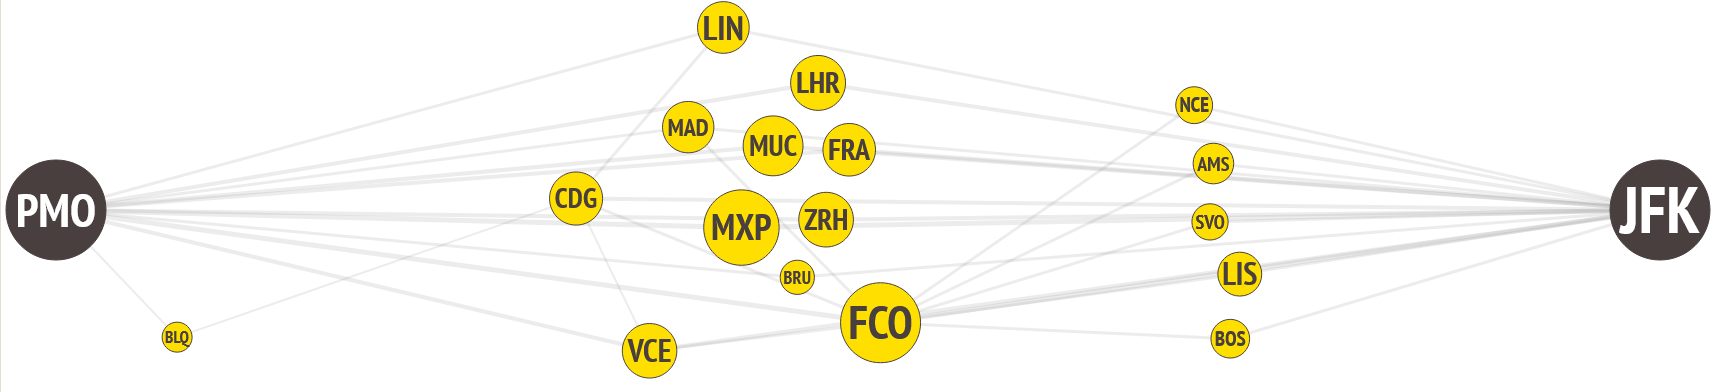 LIN
LHR
NCE
MAD
MUC
FRA
AMS
PMO
CDG
MXP
ZRH
SVO
JFK
BRU
LIS
BLQ
VCE
FCO
BOS